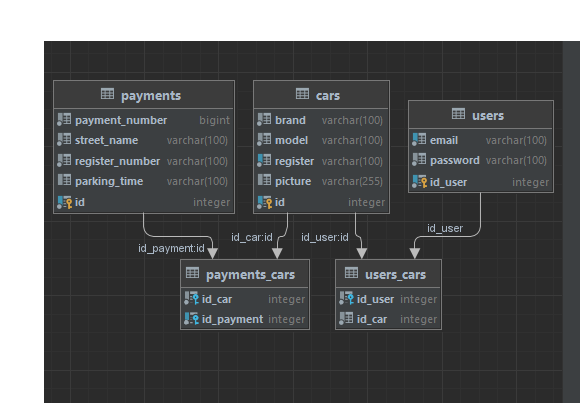 payments
payment_number bigint
street_name varchar(100)
register_number varchar(100)
parking_time varchar(100)
id integer
cars
brand varchar(100)
model varchar(100)
register varchar(100)
picture varchar(255)
id integer
users
email varchar(100)
password varchar(100)
id_user integer
id_payment:id
id_car:id
id_user:id
id_user
payments_cars
id_car integer
id_payment integer
users_cars
id_user integer
id_car integer